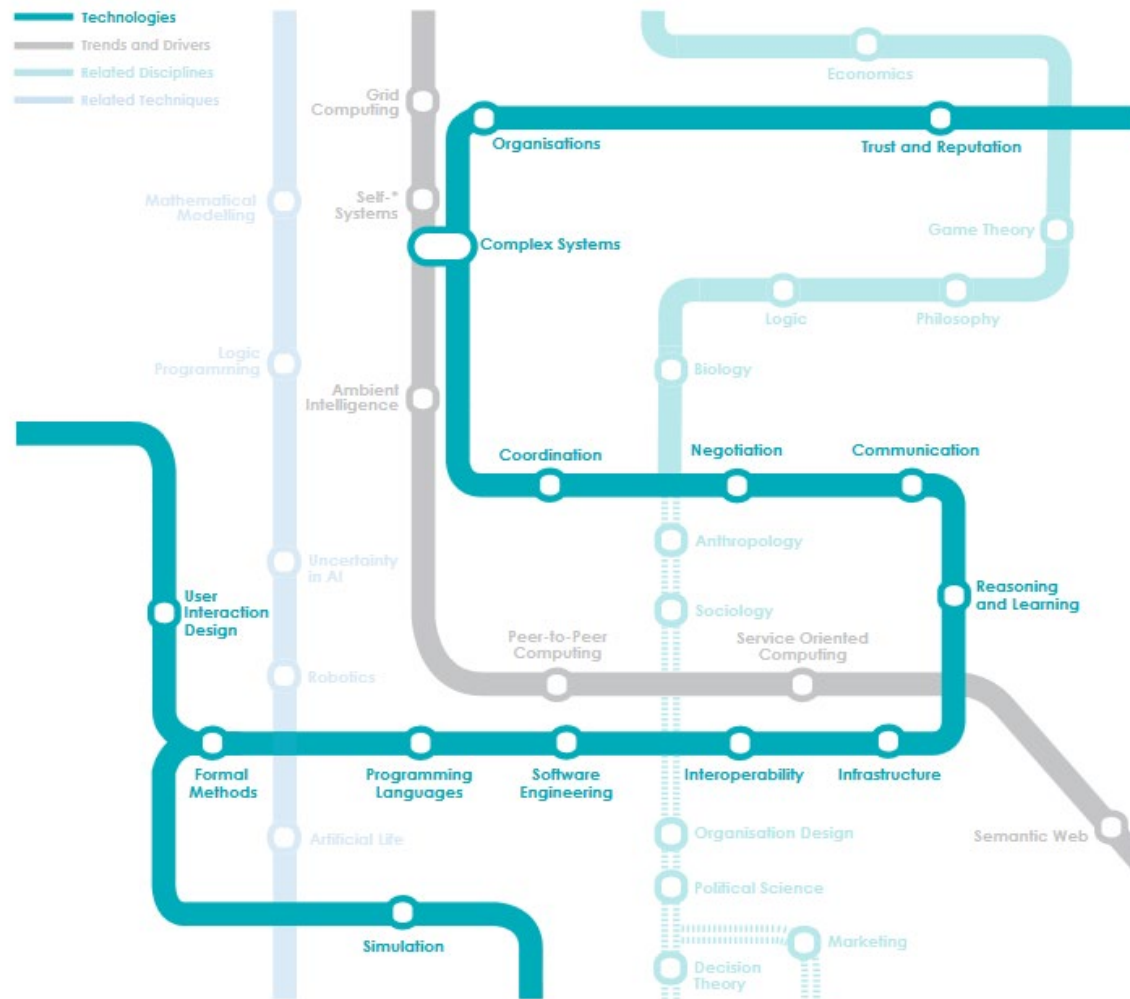 Technologies
Trends and Drivers
Related Disciplines
Related Techniques
Economics
Grid
Computing
Organisations
Trust and Reputation
Mathematical
Modelling
Self-*
Systems
Complex Systems
Game Theory
Logic
Philosophy
Logic
Programming
Biology
Ambient
Intelligence
Coordination
Negotiation
Communication
Anthropology
Uncertainty
in AI
User
Interaction
Design
Sociology
Reasoning
and Learning
Peer-to-Peer
Computing
Service Oriented
Computing
Robotics
Formal
Methods
Programming
Languages
Software
Engineering
Interoperability
Infrastructure
Artificial Life
Organisation Design
Semantic Web
Political Science
Simulation
Marketing
Decision
Theory